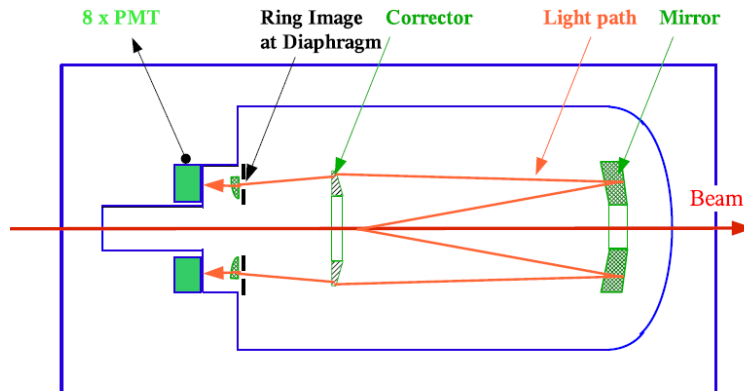 8 x PMT
Ring Image
at Diaphragm
Corrector
Light path
Mirror
Beam